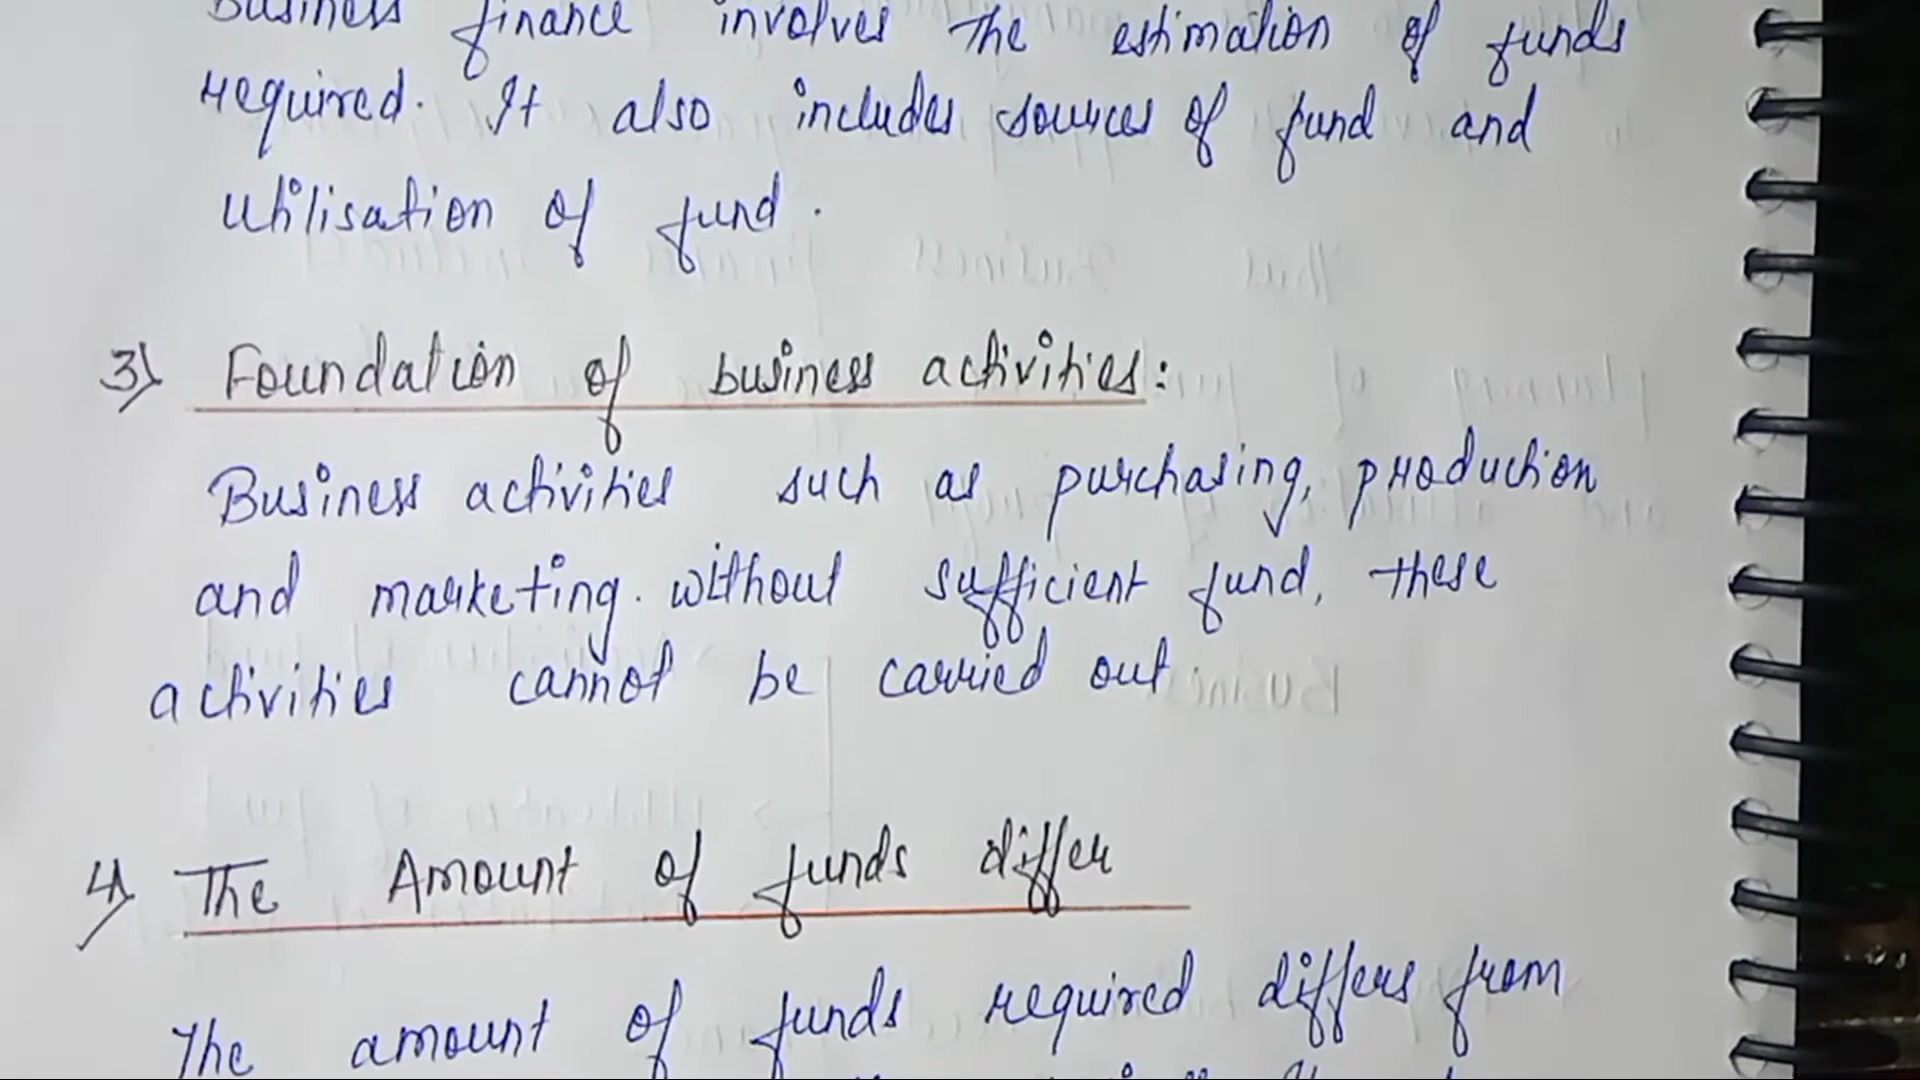 Business finance involves the estimation of funds
required. It also includes sources of fund and
utilisation of fund.
3) Foundation of business activities:
Business activities such as purchasing, production
and marketing. without sufficient fund, these
activities cannot be carried out
4) The Amount of funds differ
The amount of funds required differs from